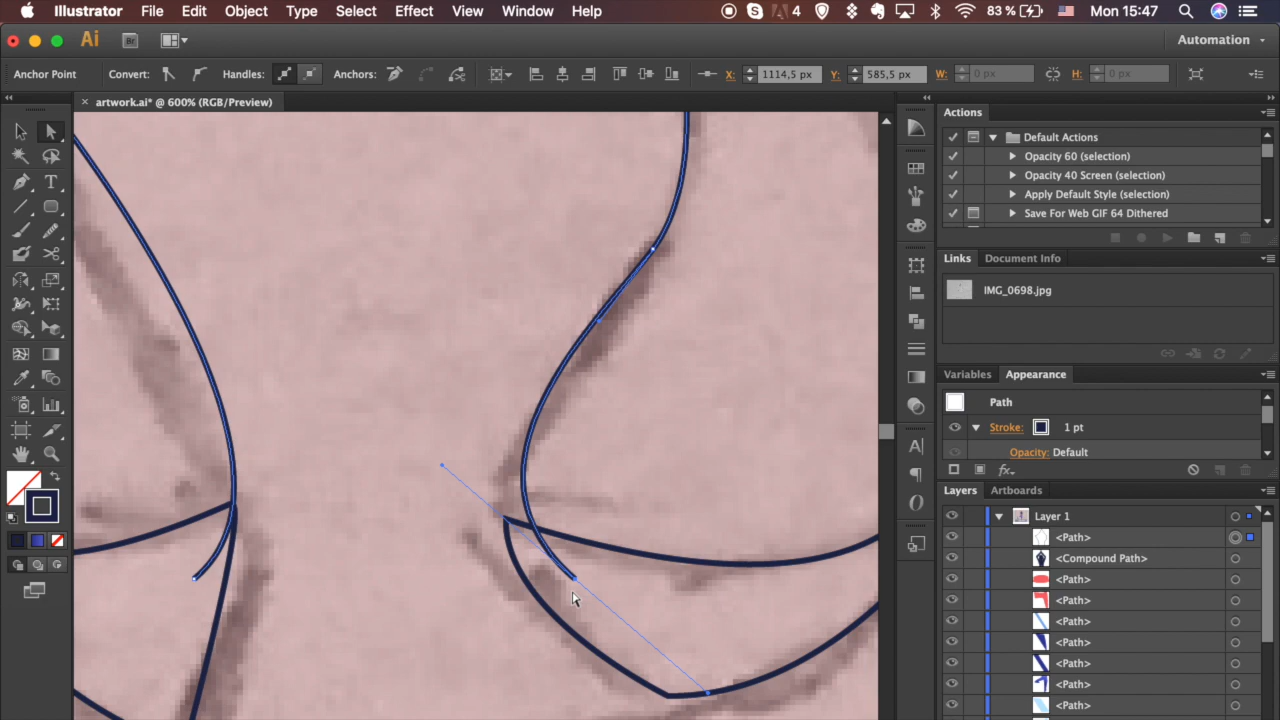 Illustrator File Edit Object Type Select Effect View Window Help 4 83 % Mon 15:47
Ai Br Automation
Anchor Point Convert: Handles: Anchors: X: 1114,5 px Y: 585,5 px W: 0 px H: 0 px
× artwork.ai* @ 600% (RGB/Preview)
Actions
Default Actions
Opacity 60 (selection)
Opacity 40 Screen (selection)
Apply Default Style (selection)
Save For Web GIF 64 Dithered
Links Document Info
IMG_0698.jpg
Variables Appearance
Path
Stroke: 1 pt
Opacity: Default
fx
Layers Artboards
Layer 1
<Path>
<Compound Path>
<Path>
<Path>
<Path>
<Path>
<Path>
<Path>
<Path>